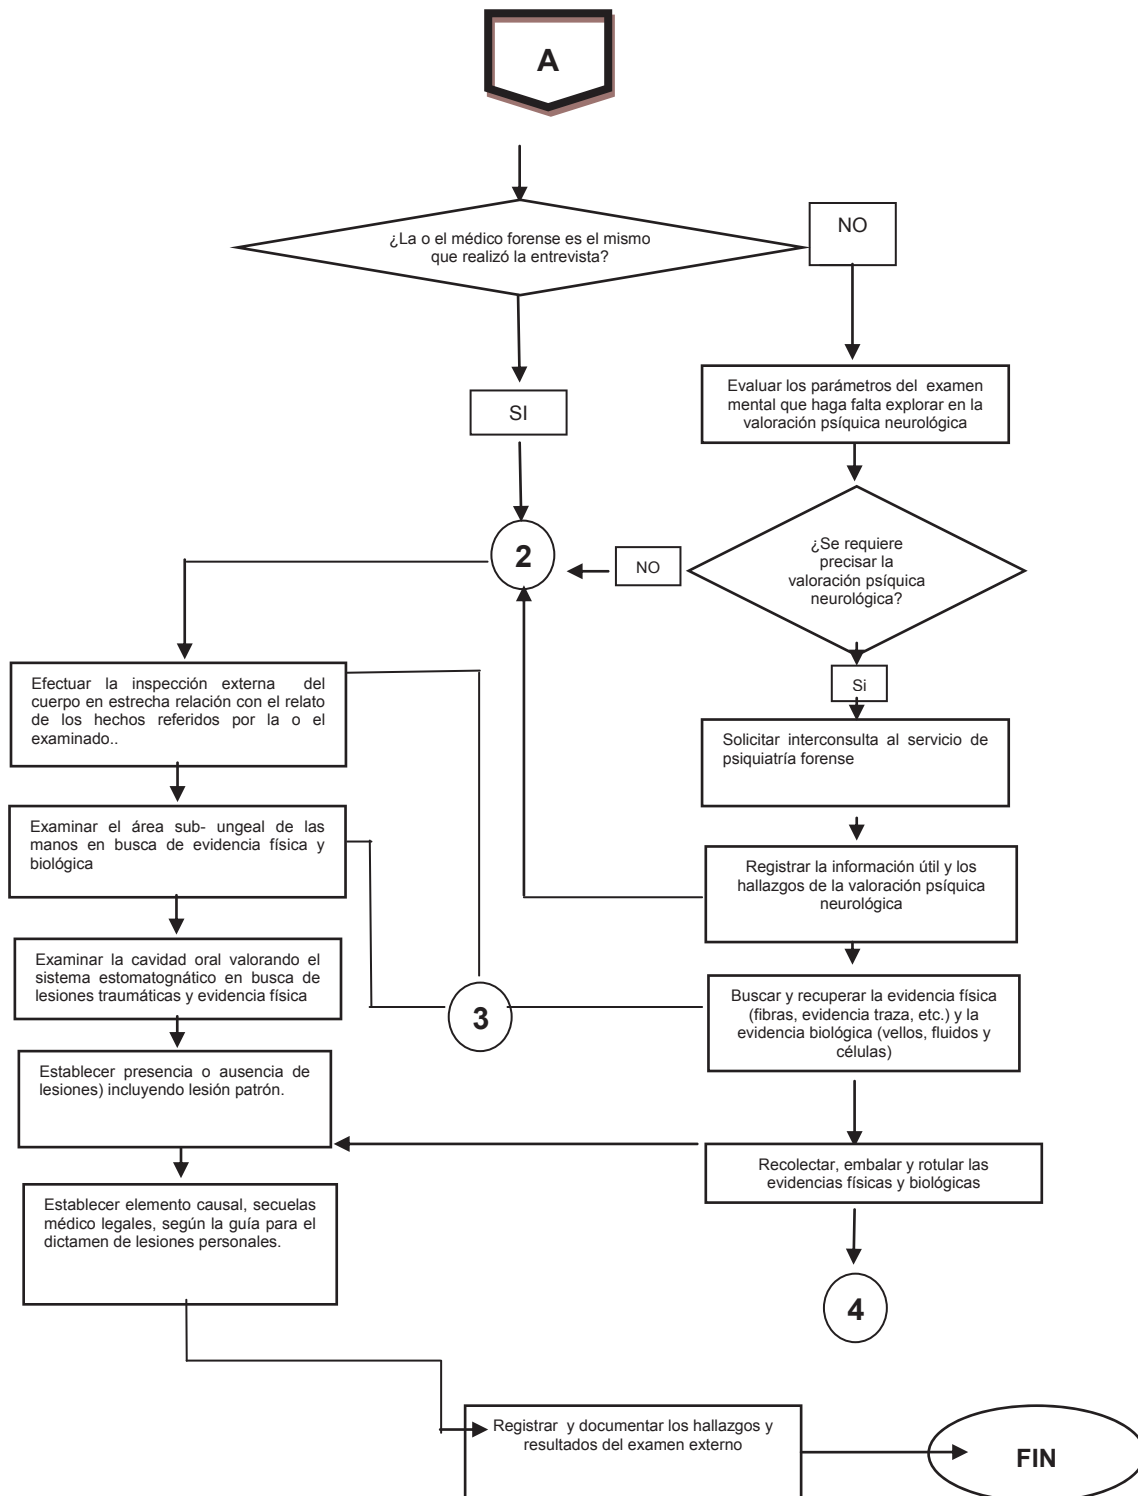 A
¿La o el médico forense es el mismo
que realizó la entrevista?
NO
SI
Evaluar los parámetros del examen
mental que haga falta explorar en la
valoración psíquica neurológica
2
NO
¿Se requiere
precisar la
valoración psíquica
neurológica?
Si
Efectuar la inspección externa del
cuerpo en estrecha relación con el relato
de los hechos referidos por la o el
examinado..
Solicitar interconsulta al servicio de
psiquiatría forense
Examinar el área sub- ungeal de las
manos en busca de evidencia física y
biológica
Registrar la información útil y los
hallazgos de la valoración psíquica
neurológica
Examinar la cavidad oral valorando el
sistema estomatognático en busca de
lesiones traumáticas y evidencia física
3
Buscar y recuperar la evidencia física
(fibras, evidencia traza, etc.) y la
evidencia biológica (vellos, fluidos y
células)
Establecer presencia o ausencia de
lesiones) incluyendo lesión patrón.
Recolectar, embalar y rotular las
evidencias físicas y biológicas
Establecer elemento causal, secuelas
médico legales, según la guía para el
dictamen de lesiones personales.
4
Registrar y documentar los hallazgos y
resultados del examen externo
FIN